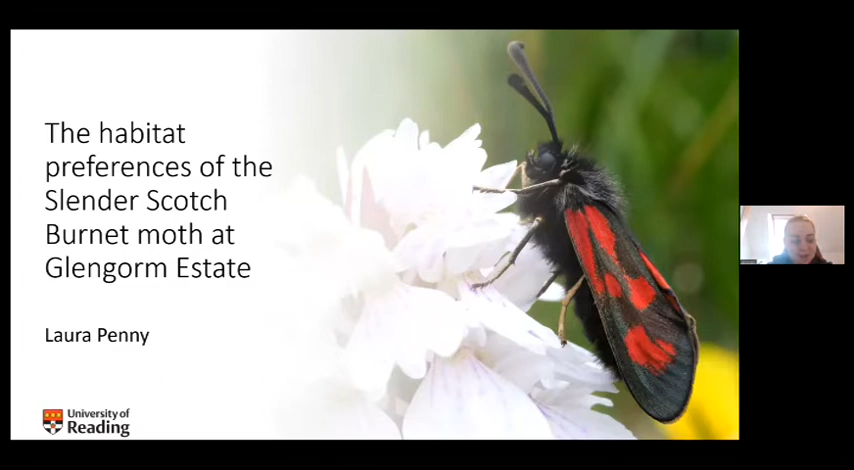 The habitat
preferences of the
Slender Scotch
Burnet moth at
Glengorm Estate
Laura Penny
University of
Reading